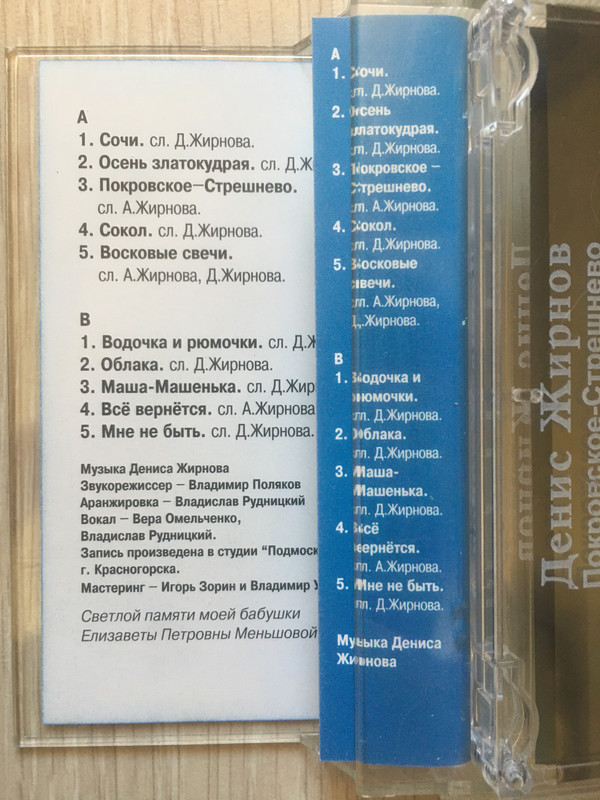 А
1. Сочи. сл. Д.Жирнова.
2. Осень златокудрая. сл. Д.Ж
3. Покровское–Стрешнево.
сл. А.Жирнова.
4. Сокол. сл. Д.Жирнова.
5. Восковые свечи.
сл. А.Жирнова, Д.Жирнова.
В
1. Водочка и рюмочки. сл. Д.Ж
2. Облака. сл. Д.Жирнова.
3. Маша-Машенька. сл. Д.Жир
4. Всё вернётся. сл. А.Жирнова.
5. Мне не быть. сл. Д.Жирнова.
Музыка Дениса Жирнова
Звукорежиссер – Владимир Поляков
Аранжировка – Владислав Рудницкий
Вокал – Вера Омельченко,
Владислав Рудницкий.
Запись произведена в студии "Подмоск
г. Красногорска.
Мастеринг – Игорь Зорин и Владимир У
Светлой памяти моей бабушки
Елизаветы Петровны Меньшовой
А
1. Сочи.
сл. Д.Жирнова.
2. Осень
златокудрая.
сл. Д.Жирнова.
3. Покровское –
Стрешнево.
сл. А.Жирнова.
4. Сокол.
сл. Д.Жирнова.
5. Восковые
свечи.
сл. А.Жирнова,
Д.Жирнова.
В
1. Водочка и
рюмочки.
сл. Д.Жирнова.
2. Облака.
сл. Д.Жирнова.
3. Маша-
Машенька.
сл. Д.Жирнова.
4. Всё
вернётся.
сл. А.Жирнова.
5. Мне не быть.
сл. Д.Жирнова.
Музыка Дениса
Жирнова
Денис Жирнов
Покровское-Стрешнево